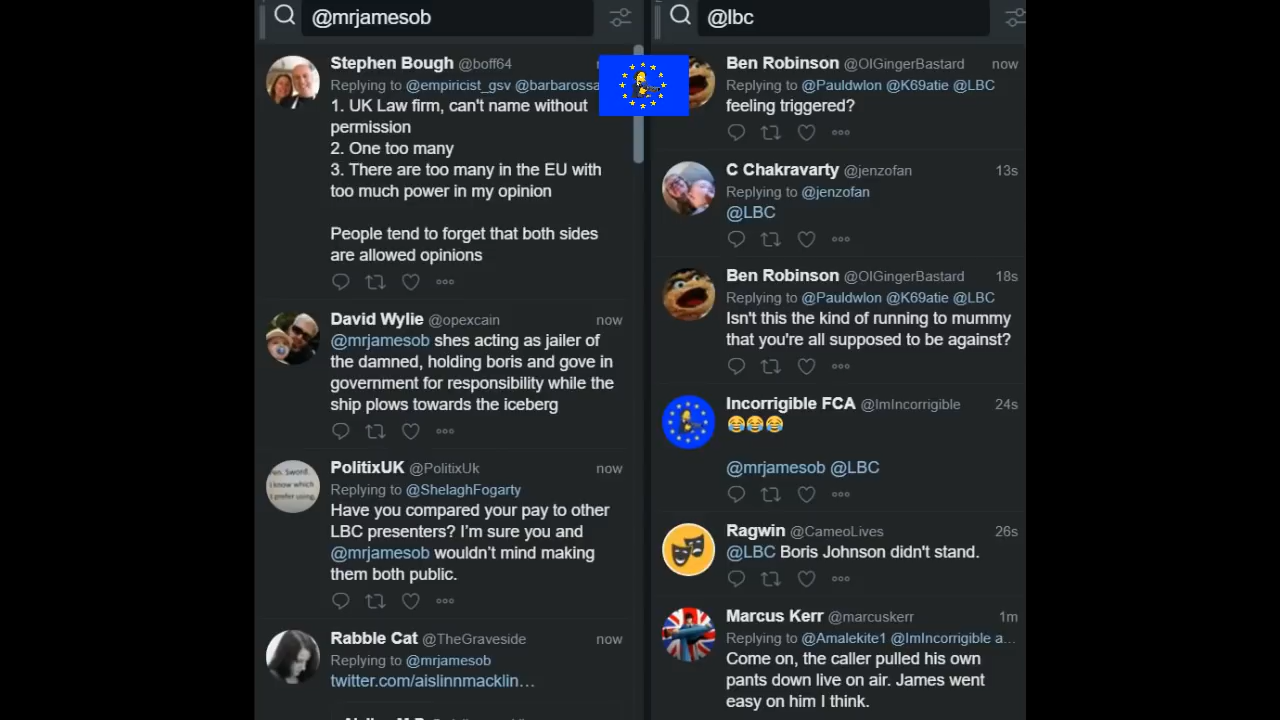 @mrjamesob
Stephen Bough @boff64
Replying to @empiricist_gsv @barbarossa
1. UK Law firm, can't name without
permission
2. One too many
3. There are too many in the EU with
too much power in my opinion
People tend to forget that both sides
are allowed opinions
David Wylie @opexcain now
@mrjamesob shes acting as jailer of
the damned, holding boris and gove in
government for responsibility while the
ship plows towards the iceberg
PolitixUK @PolitixUk now
Replying to @ShelaghFogarty
Have you compared your pay to other
LBC presenters? I'm sure you and
@mrjamesob wouldn't mind making
them both public.
Rabble Cat @TheGraveside now
Replying to @mrjamesob
twitter.com/aislinnmacklin…
@lbc
Ben Robinson @OlGingerBastard now
Replying to @Pauldwlon @K69atie @LBC
feeling triggered?
C Chakravarty @jenzofan 13s
Replying to @jenzofan
@LBC
Ben Robinson @OlGingerBastard 18s
Replying to @Pauldwlon @K69atie @LBC
Isn't this the kind of running to mummy
that you're all supposed to be against?
Incorrigible FCA @ImIncorrigible 24s
😂😂😂
@mrjamesob @LBC
Ragwin @CameoLives 26s
@LBC Boris Johnson didn't stand.
Marcus Kerr @marcuskerr 1m
Replying to @Amalekite1 @ImIncorrigible a…
Come on, the caller pulled his own
pants down live on air. James went
easy on him I think.